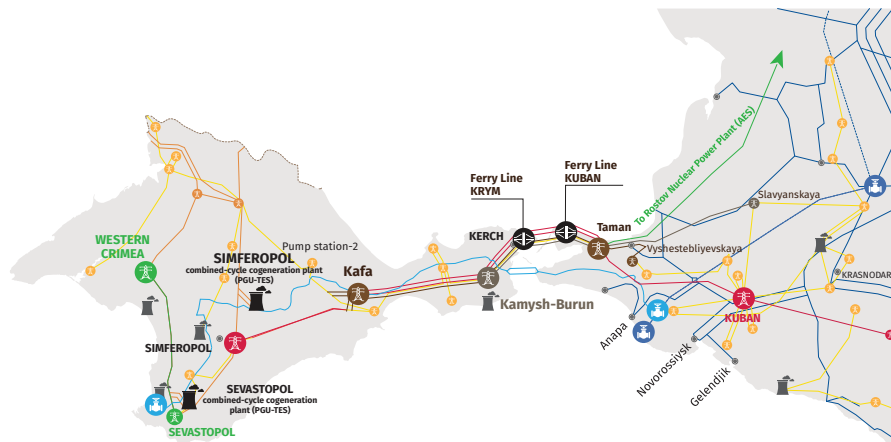 Ferry Line
KUBAN
Ferry Line
KRYM
To Rostov Nuclear Power Plant (AES)
Slavyanskaya
Taman
KERCH
Vyshestebliyevskaya
WESTERN
CRIMEA
Pump station-2
SIMFEROPOL
combined-cycle cogeneration plant
(PGU-TES)
Kafa
KRASNODAR
Kamysh-Burun
KUBAN
Anapa
SIMFEROPOL
Novorossiysk
Gelendjik
SEVASTOPOL
combined-cycle cogeneration
plant (PGU-TES)
SEVASTOPOL